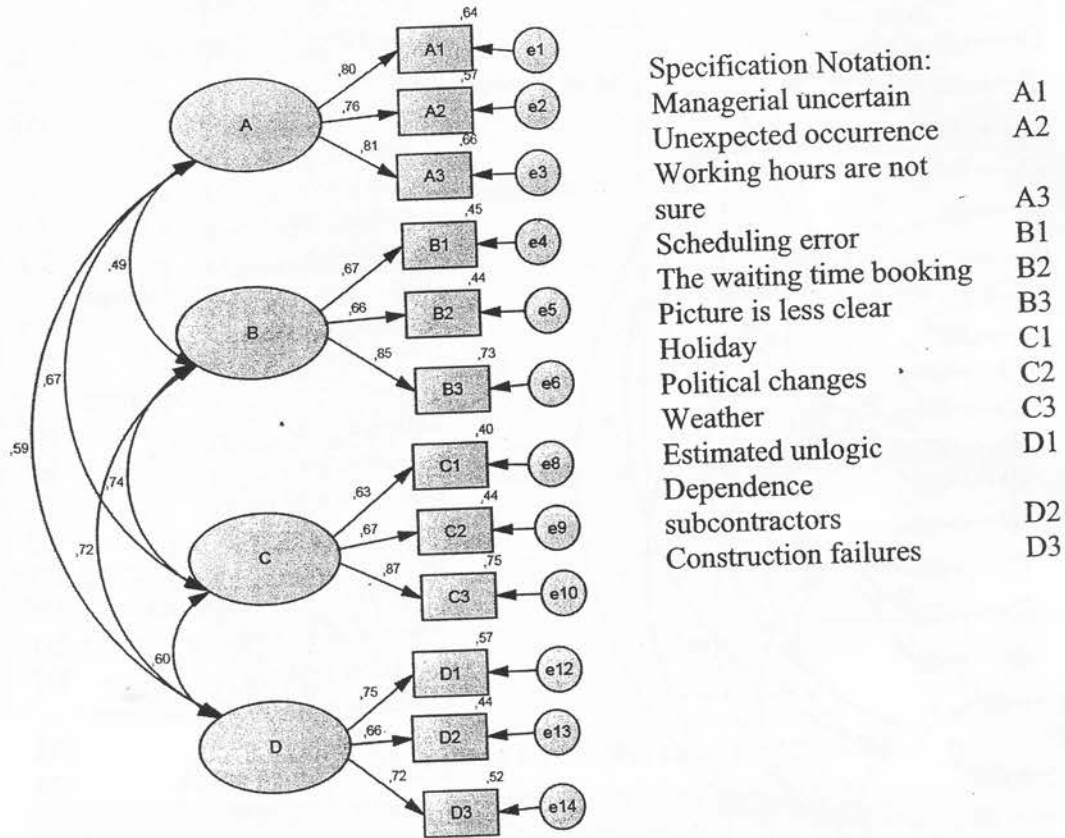 ,64
A1
e1
,80
,57
A
,76
A2
e2
,81
,66
A3
e3
,45
,67
B1
e4
,49
,44
,66
B2
e5
B
,85
,73
B3
e6
,67
,59
,40
C1
e8
,74
,63
,44
,67
C2
e9
C
,72
,87
,75
C3
e10
,60
,57
D1
e12
,75
,44
,66
D2
e13
D
,72
,52
D3
e14
Specification Notation:
Managerial uncertain A1
Unexpected occurrence A2
Working hours are not
sure A3
Scheduling error B1
The waiting time booking B2
Picture is less clear B3
Holiday C1
Political changes C2
Weather C3
Estimated unlogic D1
Dependence
subcontractors D2
Construction failures D3